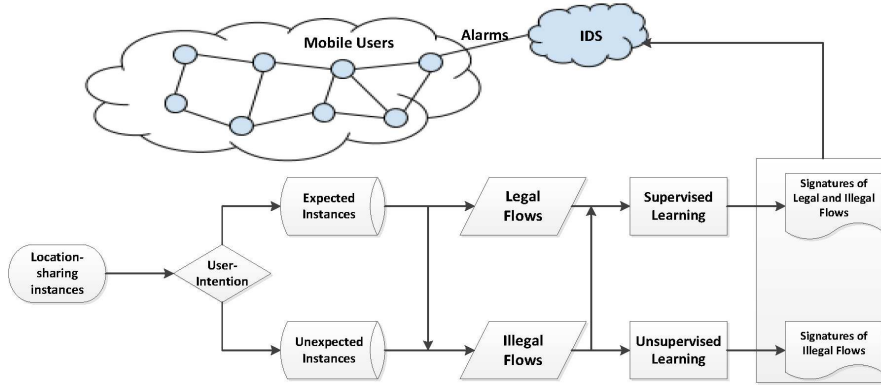 Mobile Users
Alarms
IDS
Expected
Instances
Legal
Flows
Supervised
Learning
Signatures of
Legal and Illegal
Flows
Location-
sharing
instances
User-
Intention
Unexpected
Instances
Illegal
Flows
Unsupervised
Learning
Signatures of
Illegal Flows